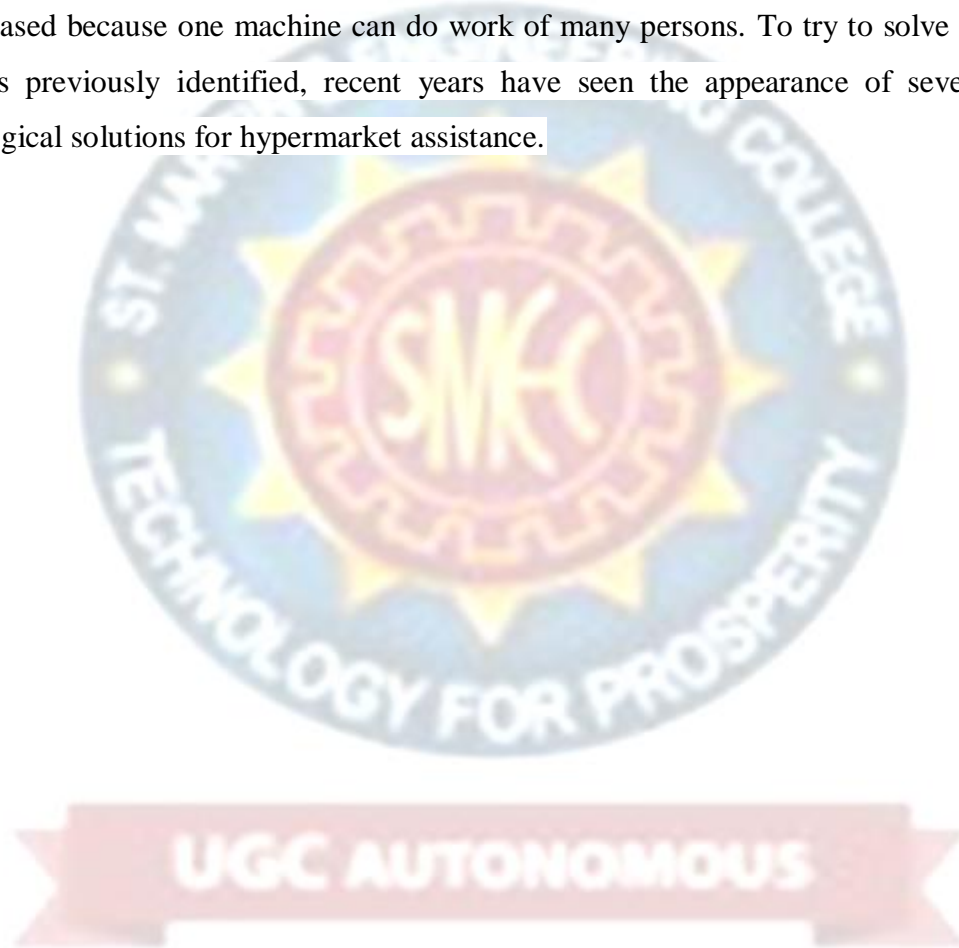 ased because one machine can do work of many persons. To try to solve
s previously identified, recent years have seen the appearance of seve
gical solutions for hypermarket assistance.
ST. MARTIN'S ENGINEERING COLLEGE
SMEC
TECHNOLOGY FOR PROSPERITY
UGC AUTONOMOUS